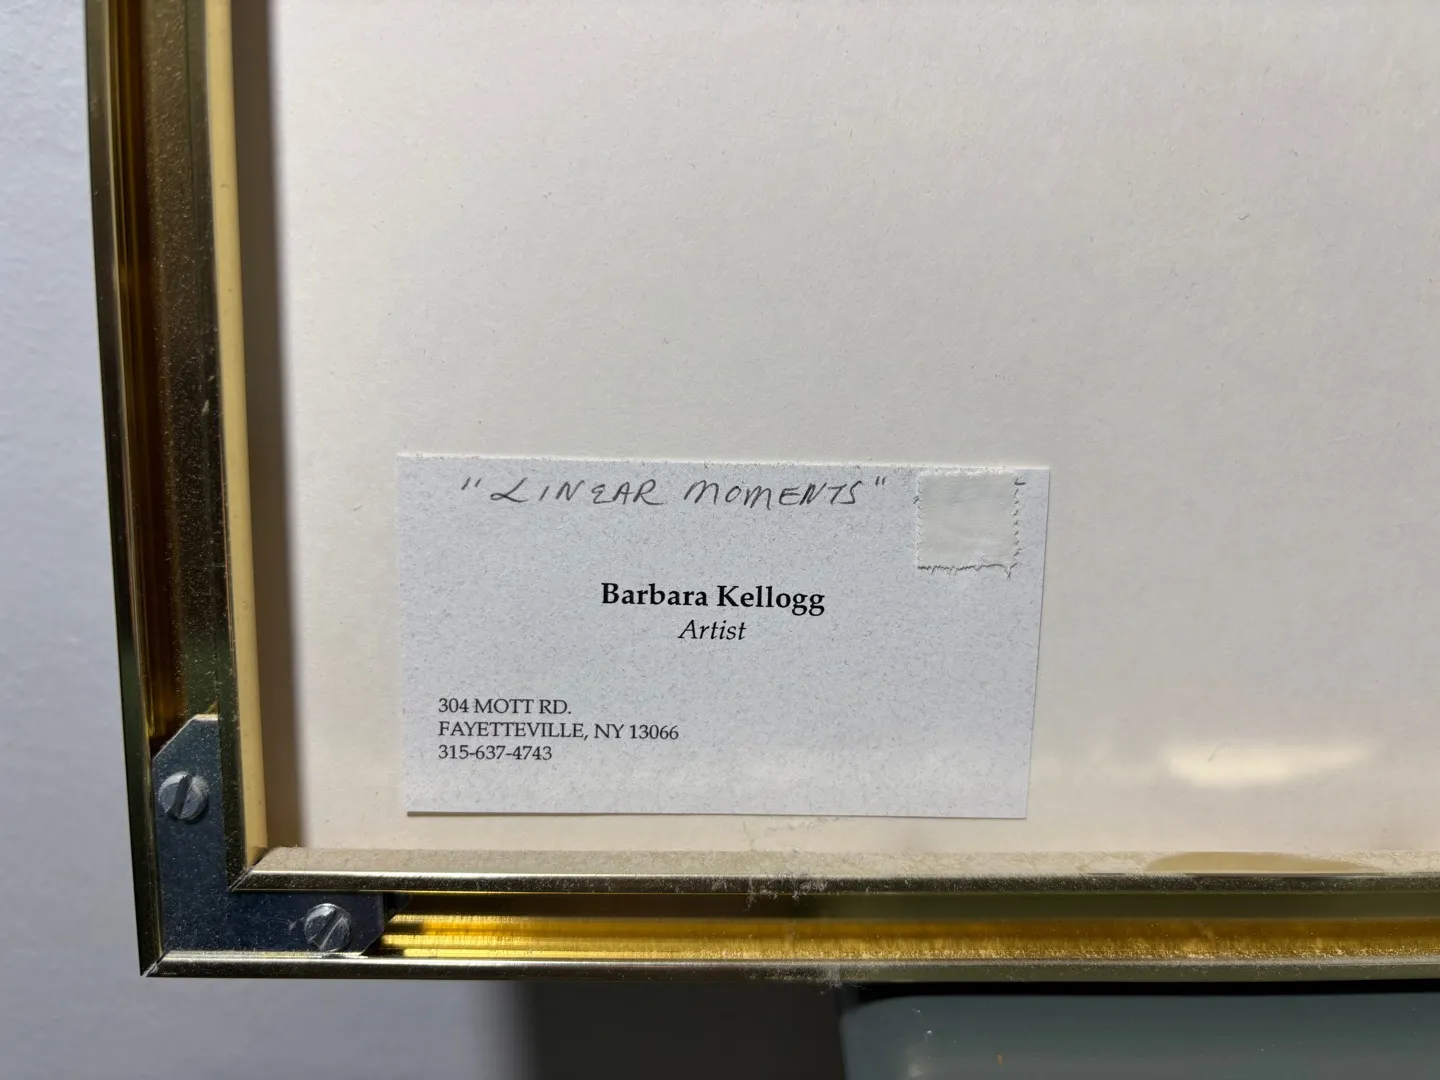 "LINEAR MOMENTS"
Barbara Kellogg
Artist
304 MOTT RD.
FAYETTEVILLE, NY 13066
315-637-4743